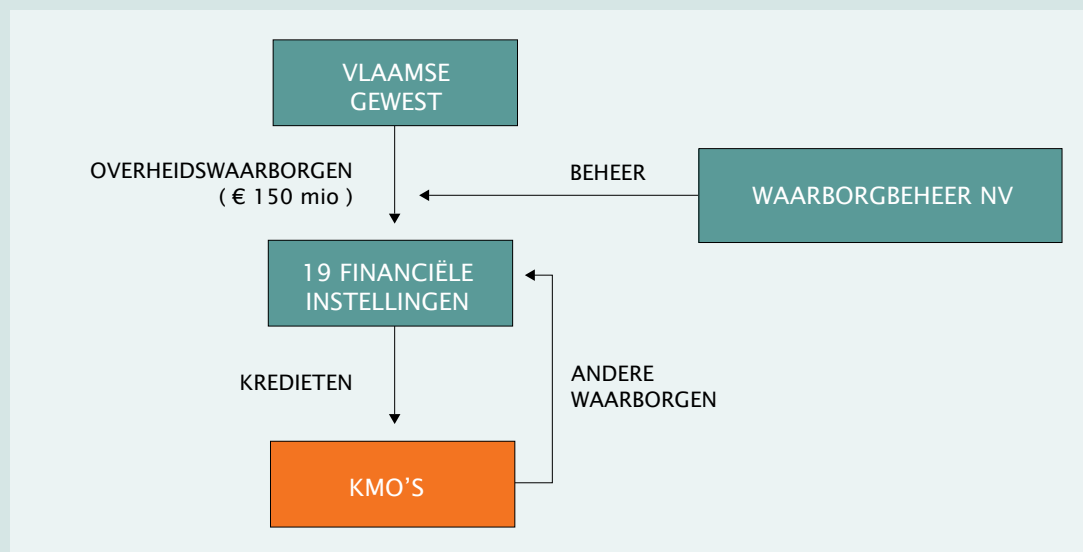 VLAAMSE
GEWEST
OVERHEIDSWAARBORGEN
( € 150 mio )
BEHEER
WAARBORGBEHEER NV
19 FINANCIËLE
INSTELLINGEN
KREDIETEN
ANDERE
WAARBORGEN
KMO’S